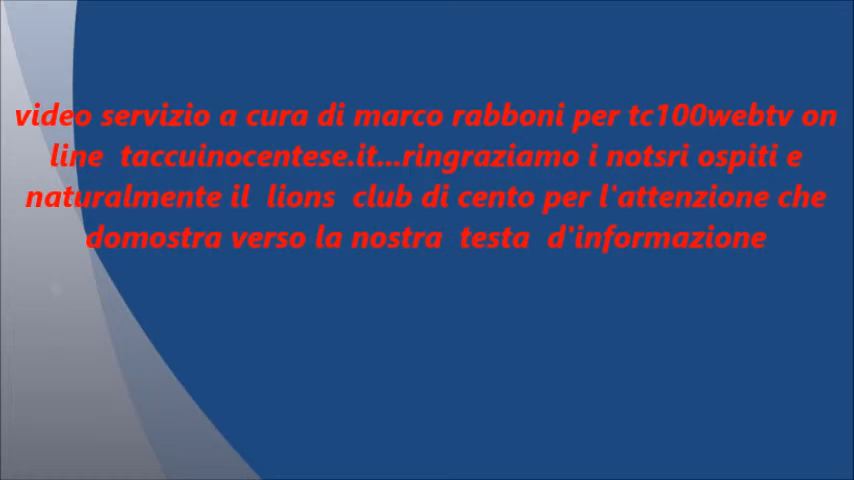 video servizio a cura di marco rabboni per tc100webtv on
line taccuinocentese.it...ringraziamo i notsri ospiti e
naturalmente il lions club di cento per l'attenzione che
domostra verso la nostra testa d'informazione